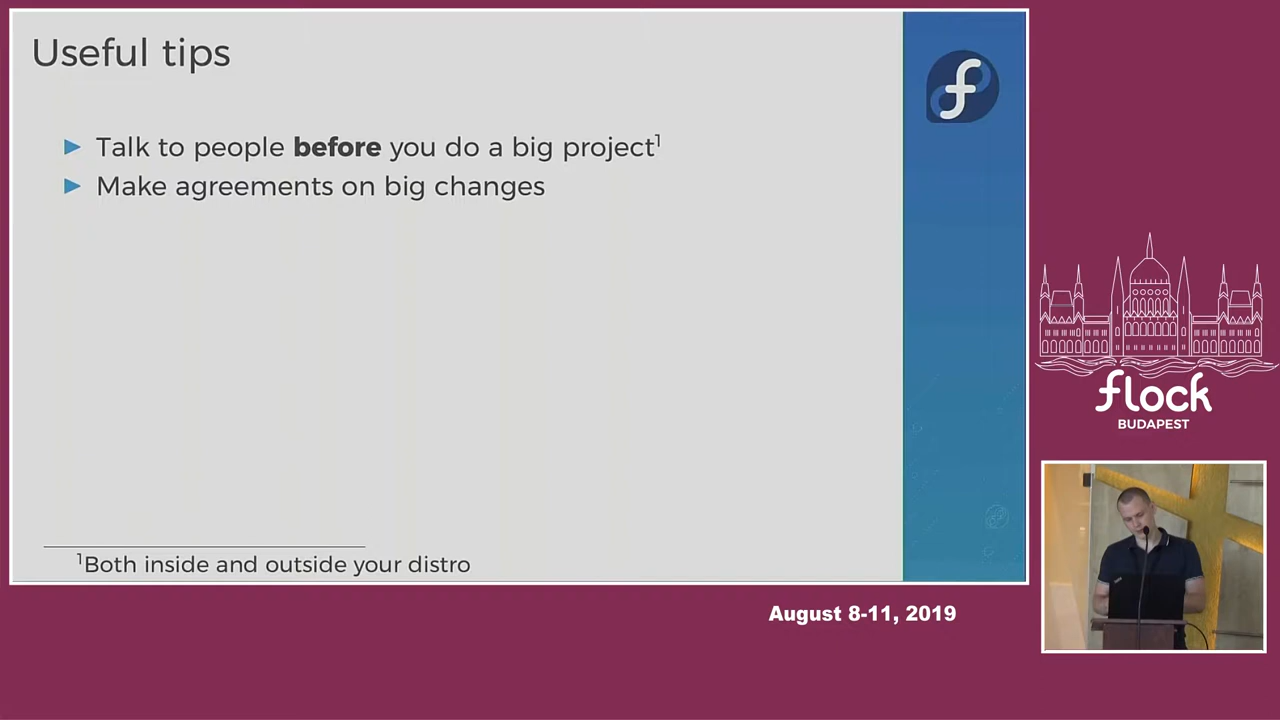 Useful tips
Talk to people before you do a big project¹
Make agreements on big changes
¹Both inside and outside your distro
flock
BUDAPEST
August 8-11, 2019